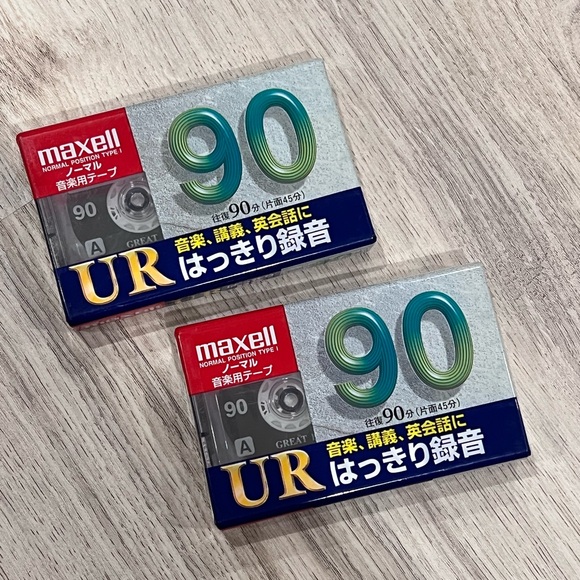 maxell
NORMAL POSITION TYPE I
ノーマル
音楽用テープ
90
90
A
GREAT
往復90分(片面45分)
音楽、講義、英会話に
UR はっきり録音
maxell
NORMAL POSITION TYPE I
ノーマル
音楽用テープ
90
90
A
GREAT
往復90分(片面45分)
音楽、講義、英会話に
UR はっきり録音